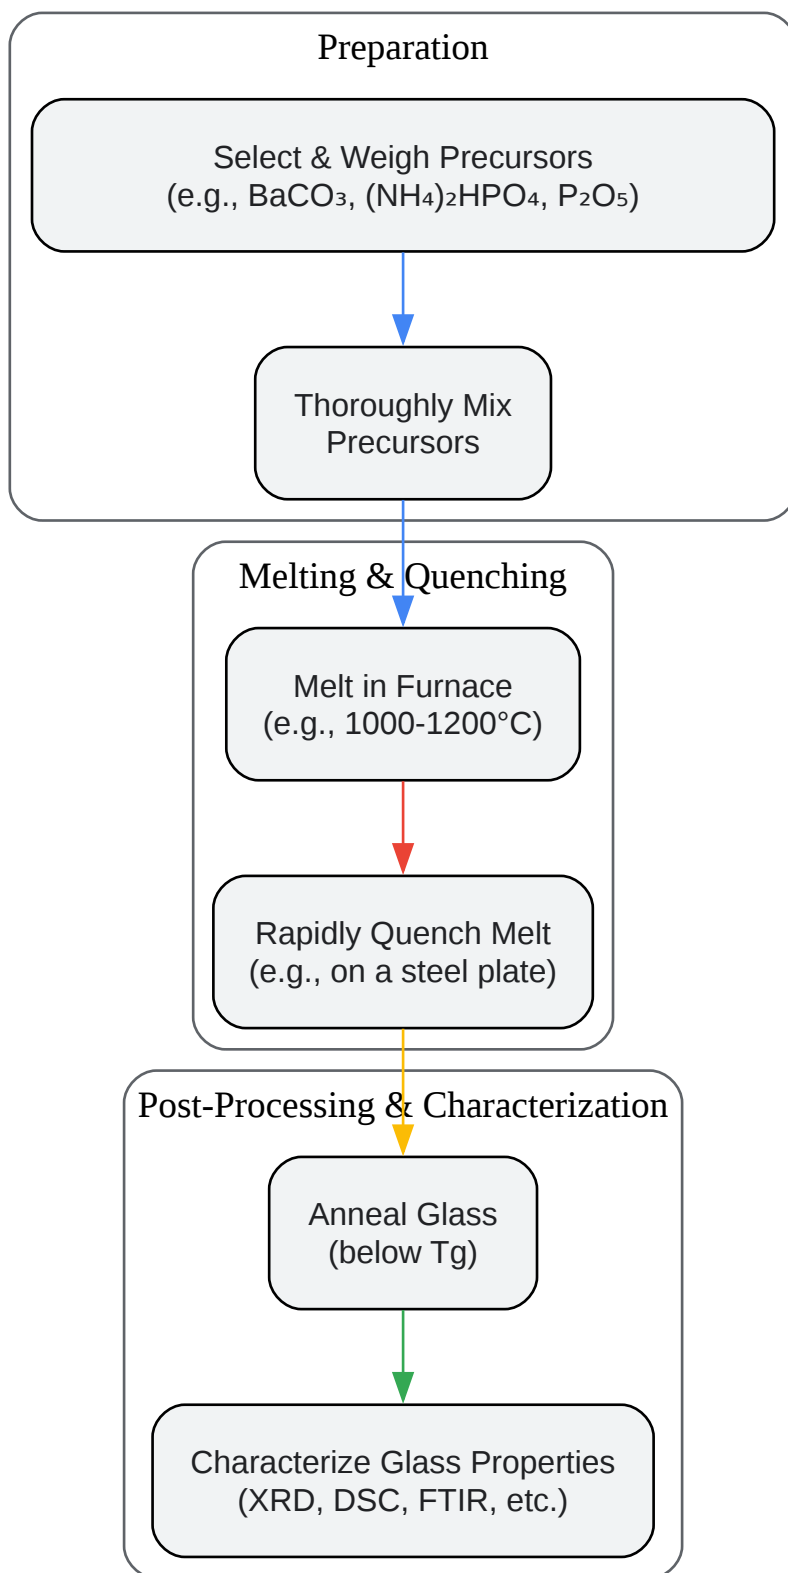 Preparation
Select & Weigh Precursors
(e.g., BaCO₃, (NH₄)₂HPO₄, P₂O₅)
Thoroughly Mix
Precursors
Melting & Quenching
Melt in Furnace
(e.g., 1000-1200°C)
Rapidly Quench Melt
(e.g., on a steel plate)
Post-Processing & Characterization
Anneal Glass
(below Tg)
Characterize Glass Properties
(XRD, DSC, FTIR, etc.)